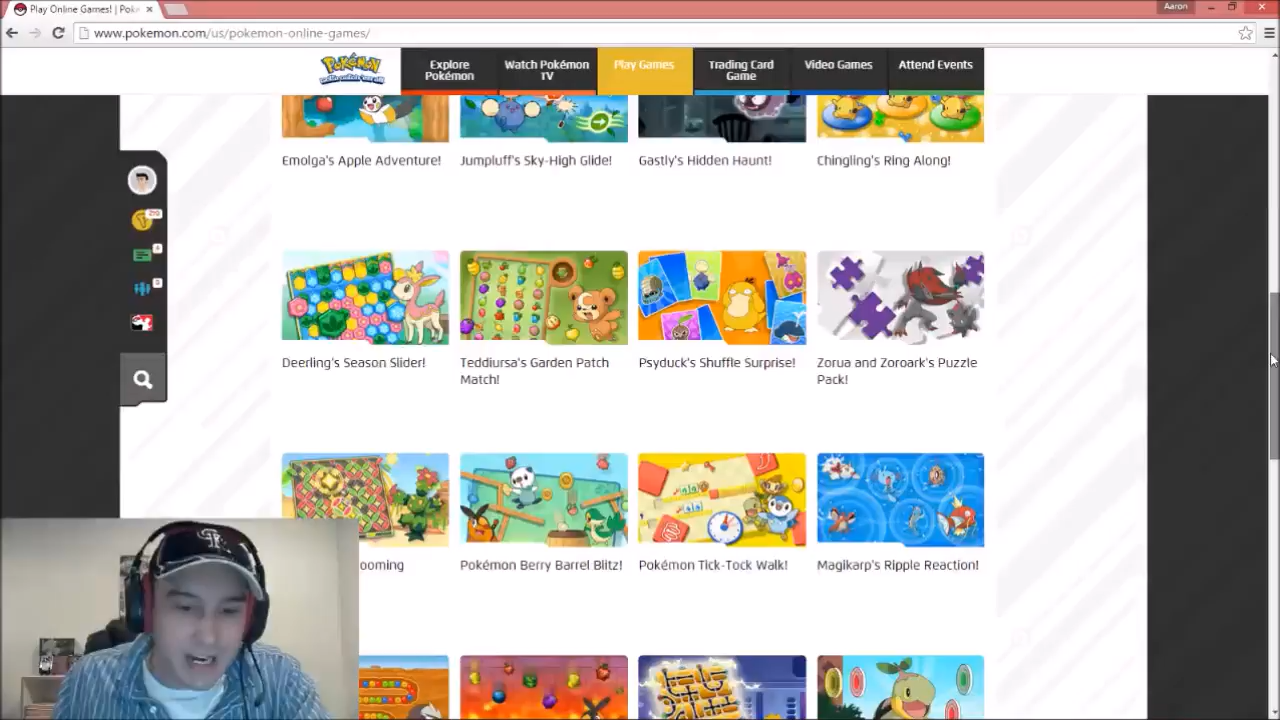 Play Online Games! | Pok
Aaron
www.pokemon.com/us/pokemon-online-games/
Pokémon
Explore
Pokémon
Watch Pokémon
TV
Play Games
Trading Card
Game
Video Games
Attend Events
Emolga's Apple Adventure!
Jumpluff's Sky-High Glide!
Gastly's Hidden Haunt!
Chingling's Ring Along!
Deerling's Season Slider!
Teddiursa's Garden Patch
Match!
Psyduck's Shuffle Surprise!
Zorua and Zoroark's Puzzle
Pack!
ooming
Pokémon Berry Barrel Blitz!
Pokémon Tick-Tock Walk!
Magikarp's Ripple Reaction!